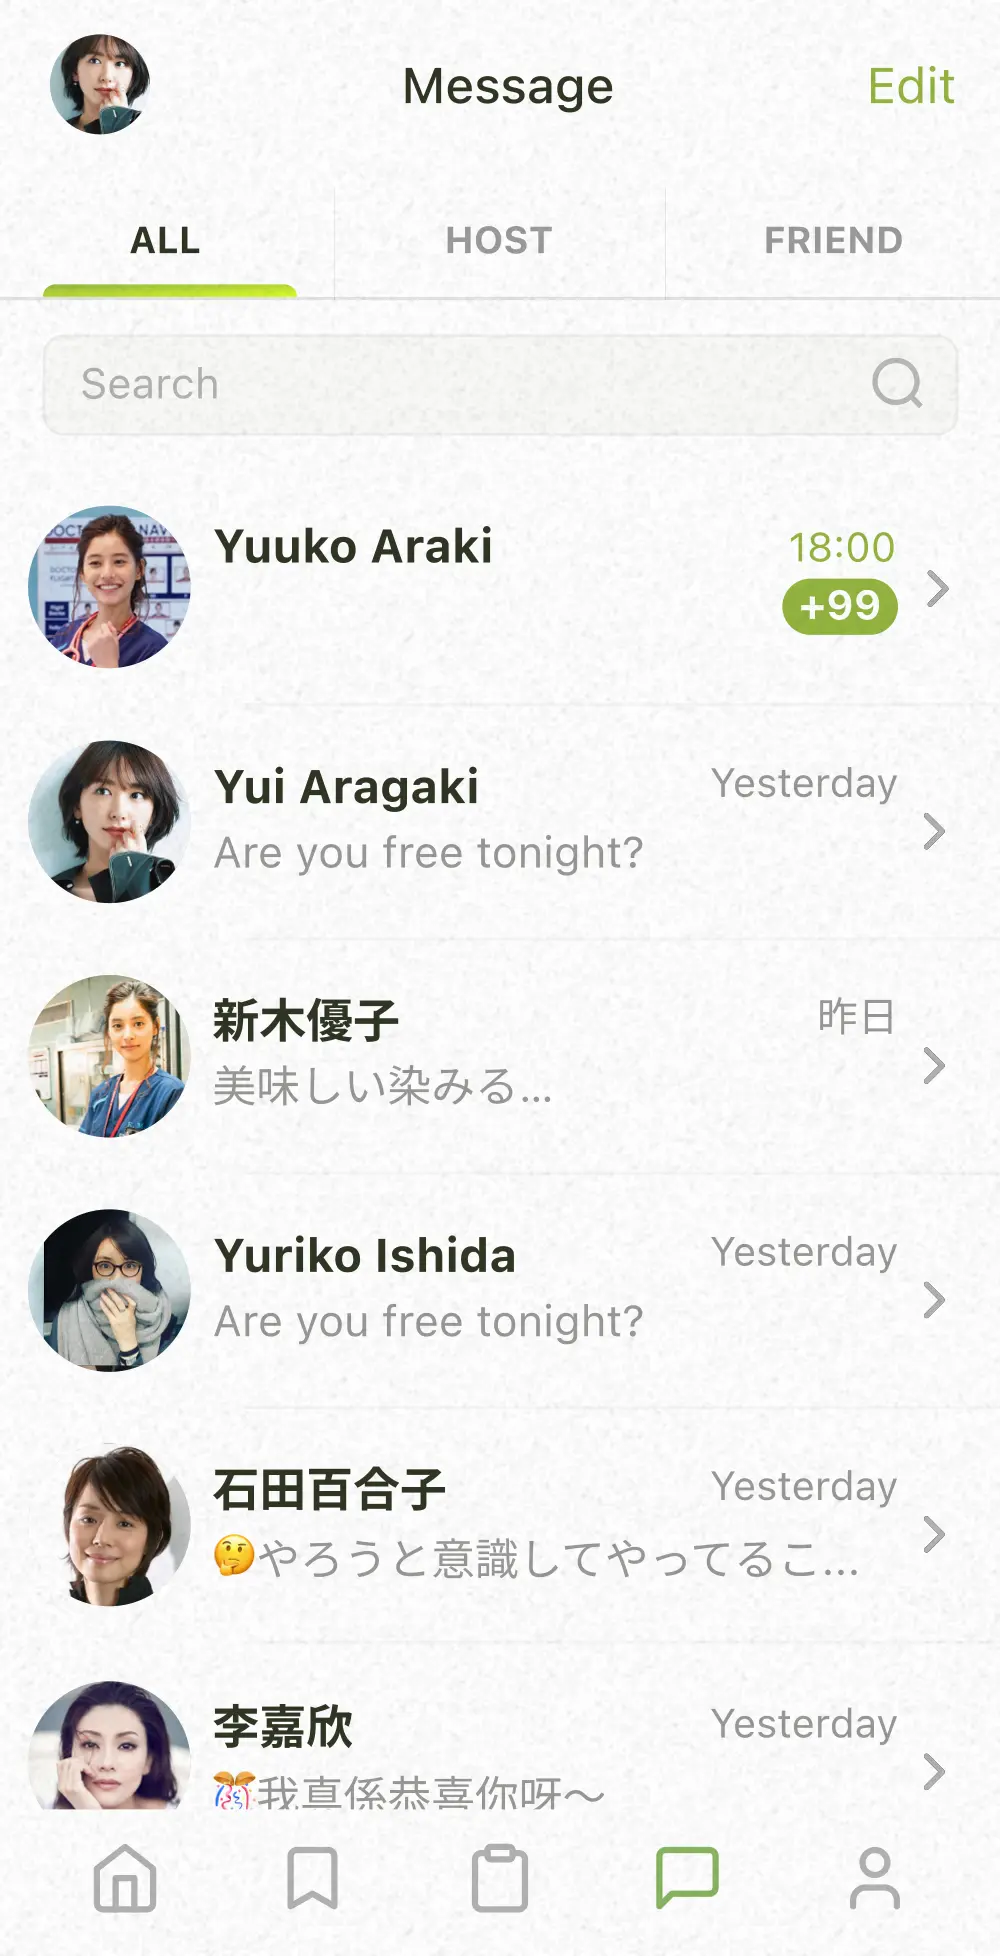 Message
Edit
ALL
HOST
FRIEND
Search
Yuuko Araki
18:00
+99
Yui Aragaki
Yesterday
Are you free tonight?
新木優子
昨日
美味しい染みる...
Yuriko Ishida
Yesterday
Are you free tonight?
石田百合子
Yesterday
🤔やろうと意識してやってるこ...
李嘉欣
Yesterday
🎊我真係恭喜你呀～